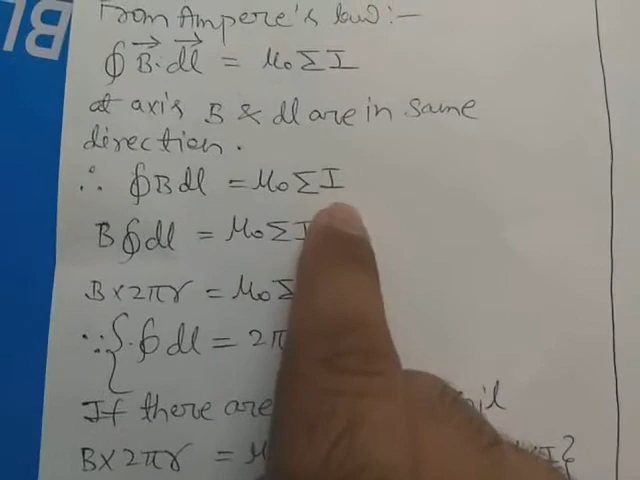 BL
From Ampere's law:-
∮ B⃗.dl⃗ = μ₀ΣI
at axis B & dl are in same
direction.
∴ ∮Bdl = μ₀ΣI
B∮dl = μ₀ΣI
B×2πr = μ₀Σ
∵{∮dl = 2π
If there are
B×2πr = μ